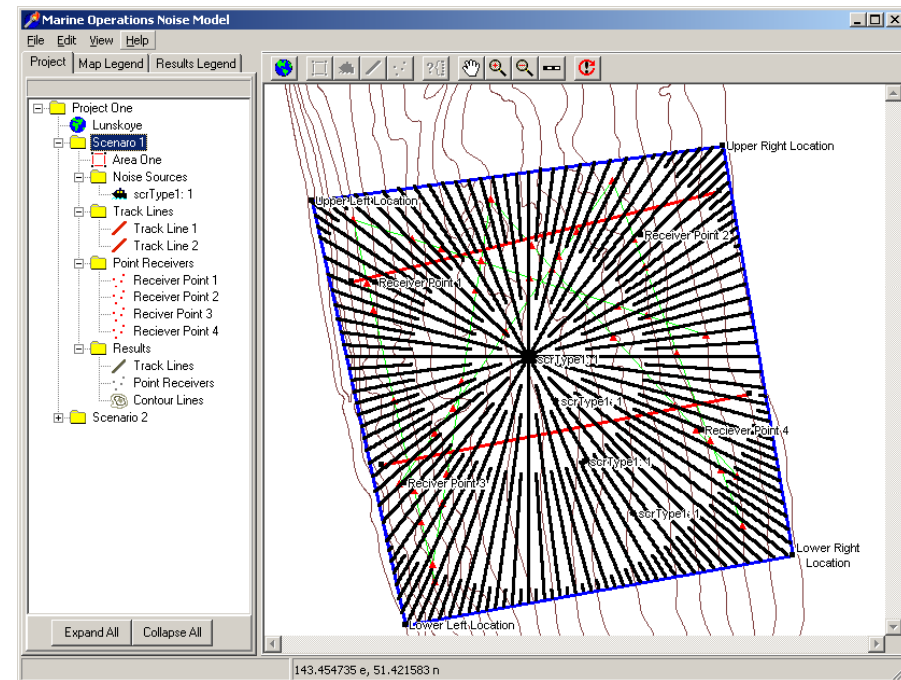 Marine Operations Noise Model
File Edit View Help
Project Map Legend Results Legend
Project One
Lunskoye
Scenaro 1
Area One
Noise Sources
scrType1: 1
Track Lines
Track Line 1
Track Line 2
Point Receivers
Receiver Point 1
Receiver Point 2
Reciver Point 3
Reciever Point 4
Results
Track Lines
Point Receivers
Contour Lines
Scenario 2
Expand All Collapse All
Upper Right Location
Upper Left Location
Receiver Point 2
Receiver Point 1
scrType1: 1
scrType1: 1
Reciever Point 4
scrType1: 1
Reciver Point 3
scrType1: 1
Lower Right
Location
Lower Left Location
143.454735 e, 51.421583 n